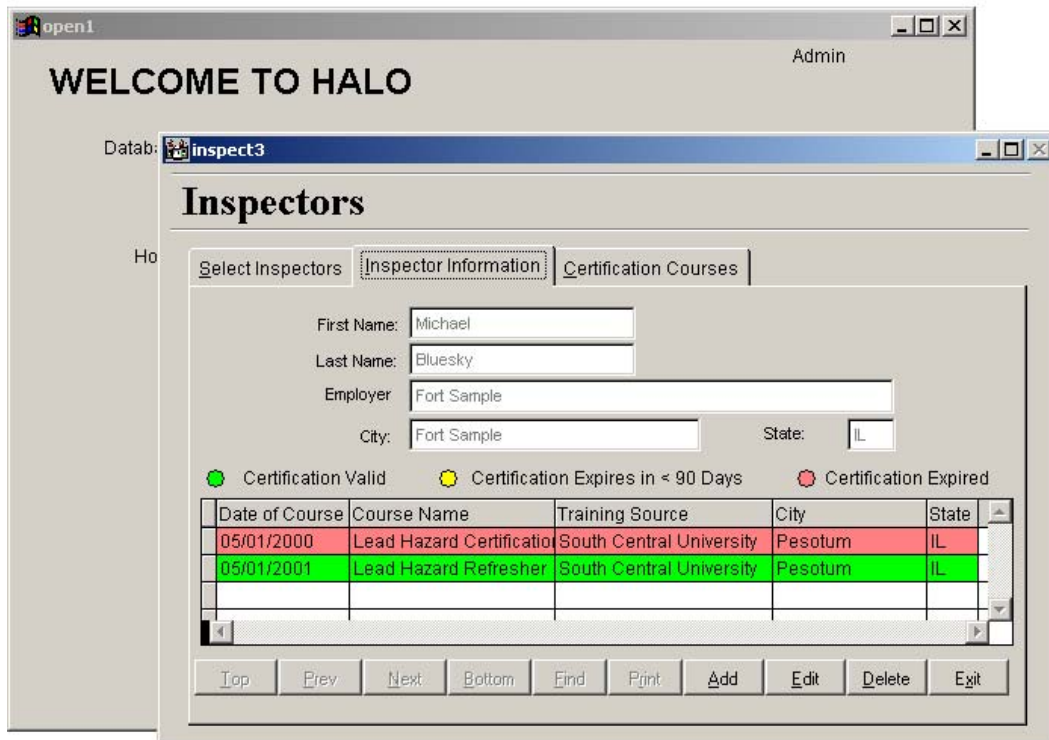 open1
Admin
WELCOME TO HALO
inspect3
Inspectors
Select Inspectors Inspector Information Certification Courses
First Name: Michael
Last Name: Bluesky
Employer Fort Sample
City: Fort Sample State: IL
Certification Valid Certification Expires in < 90 Days Certification Expired
Date of Course Course Name Training Source City State
05/01/2000 Lead Hazard Certification South Central University Pesotum IL
05/01/2001 Lead Hazard Refresher South Central University Pesotum IL
Top Prev Next Bottom Find Print Add Edit Delete Exit